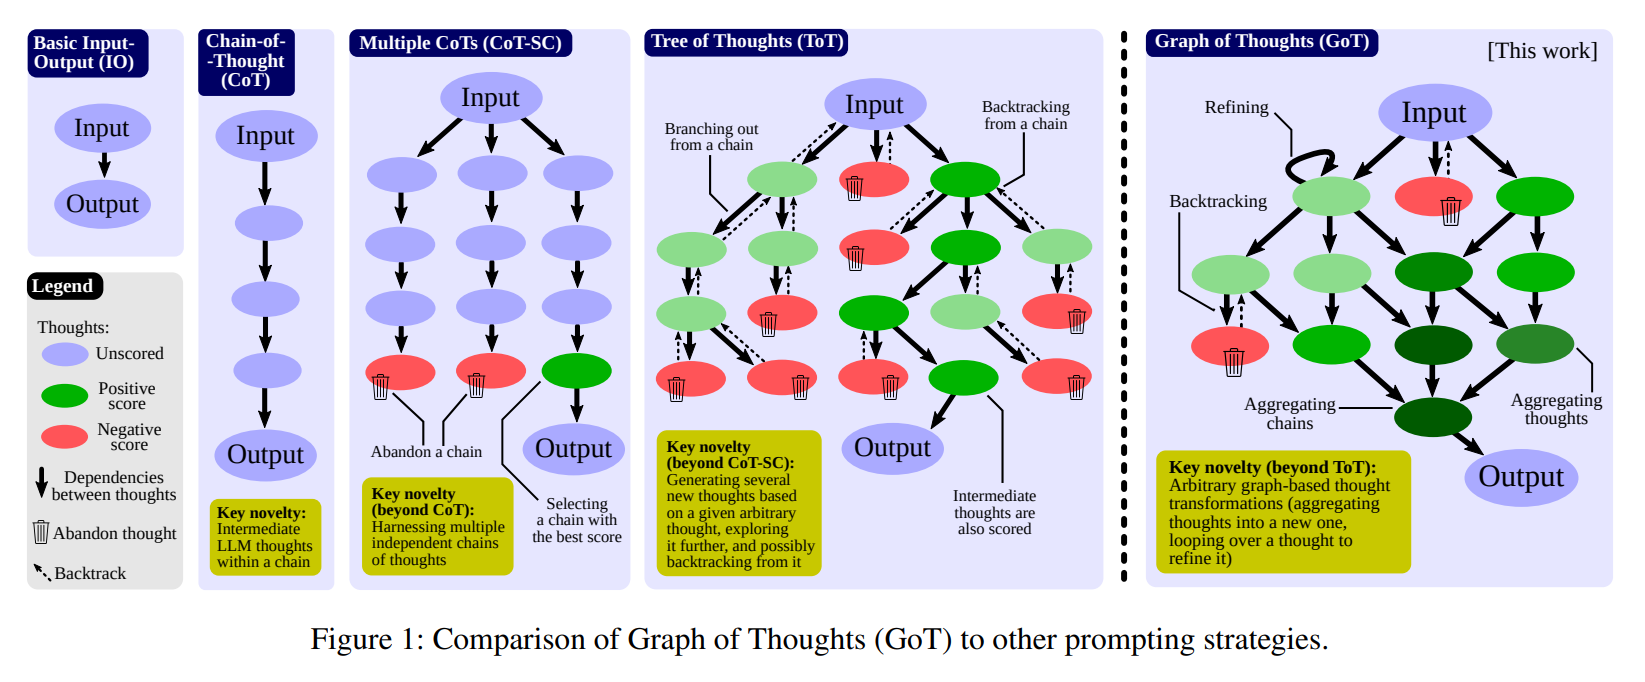 Basic Input-
Output (IO)
Input
Output
Legend
Thoughts:
Unscored
Positive
score
Negative
score
Dependencies
between thoughts
Abandon thought
Backtrack
Chain-of-
-Thought
(CoT)
Input
Output
Key novelty:
Intermediate
LLM thoughts
within a chain
Multiple CoTs (CoT-SC)
Input
Abandon a chain
Output
Key novelty
(beyond CoT):
Harnessing multiple
independent chains
of thoughts
Selecting
a chain with
the best score
Tree of Thoughts (ToT)
Input
Branching out
from a chain
Backtracking
from a chain
Output
Key novelty
(beyond CoT-SC):
Generating several
new thoughts based
on a given arbitrary
thought, exploring
it further, and possibly
backtracking from it
Intermediate
thoughts are
also scored
Graph of Thoughts (GoT)
[This work]
Refining
Input
Backtracking
Aggregating
chains
Aggregating
thoughts
Key novelty (beyond ToT):
Arbitrary graph-based thought
transformations (aggregating
thoughts into a new one,
looping over a thought to
refine it)
Output
Figure 1: Comparison of Graph of Thoughts (GoT) to other prompting strategies.